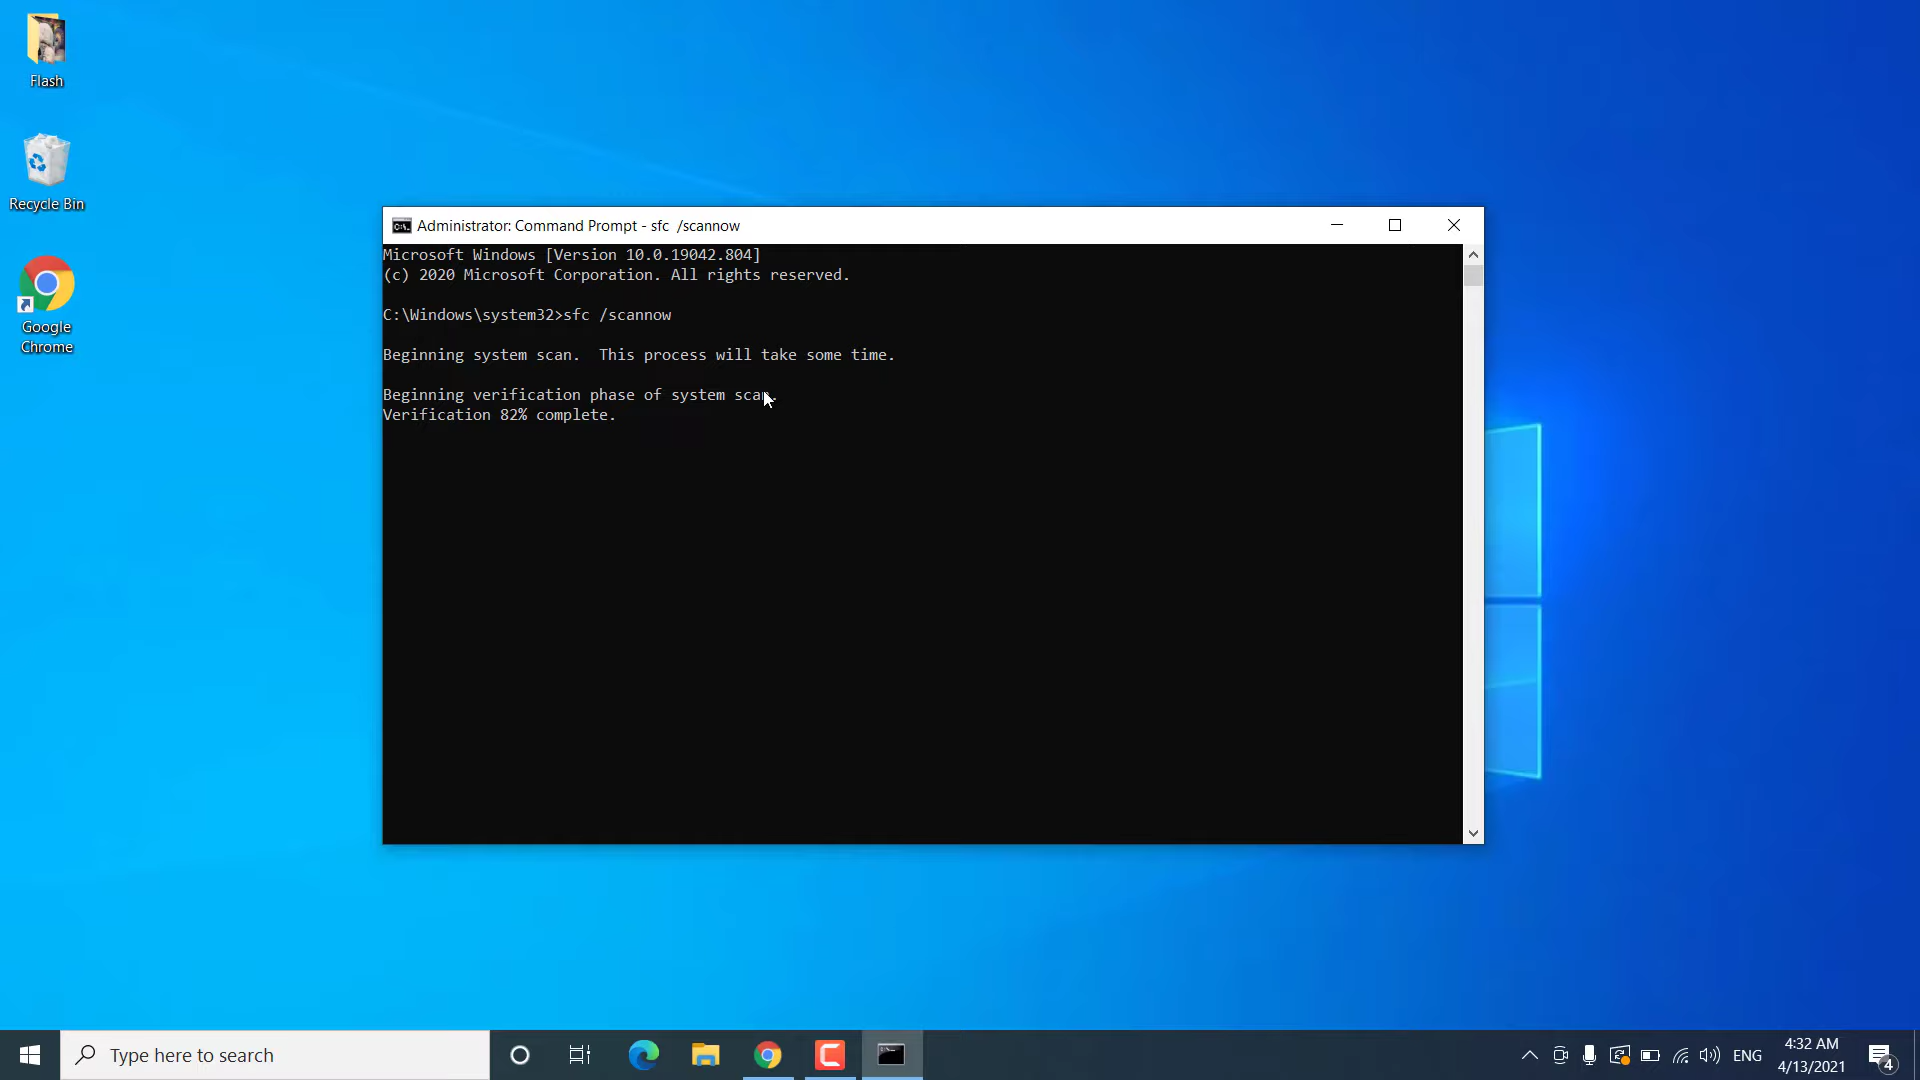 Flash
Recycle Bin
Google
Chrome
Administrator: Command Prompt - sfc  /scannow
Microsoft Windows [Version 10.0.19042.804]
(c) 2020 Microsoft Corporation. All rights reserved.
C:\Windows\system32>sfc /scannow
Beginning system scan.  This process will take some time.
Beginning verification phase of system scan.
Verification 82% complete.
Type here to search
ENG
4:32 AM
4/13/2021
4